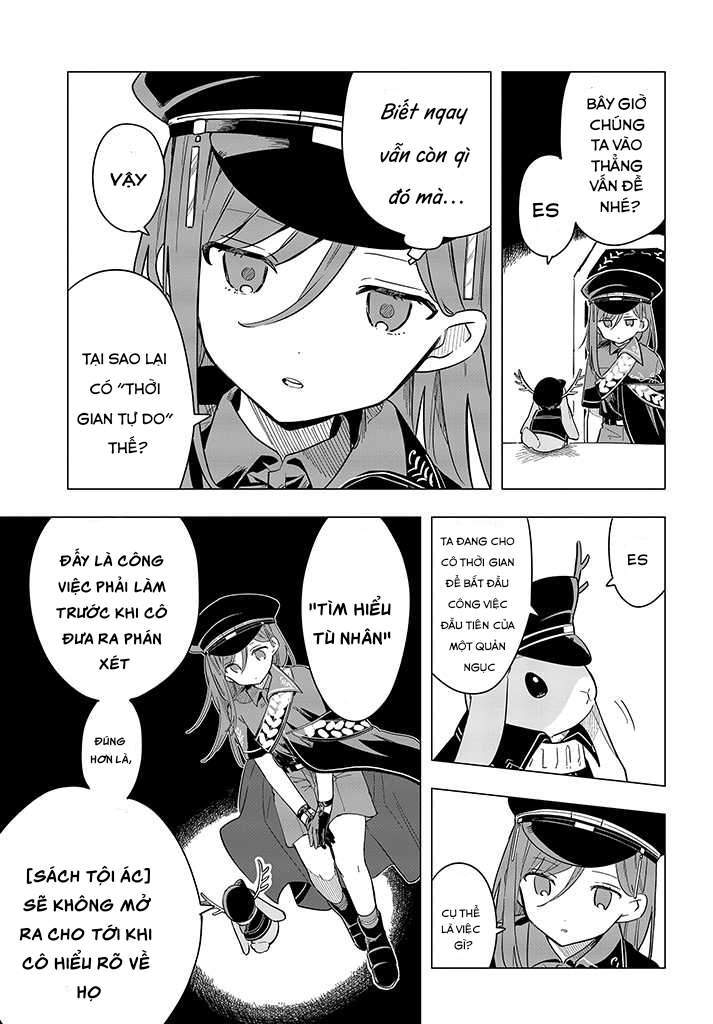 BÂY GIỜ
CHÚNG
TA VÀO
THẲNG
VẤN ĐỀ
NHÉ?
ES
Biết ngay
vẫn còn gì
đó mà...
VẬY
TẠI SAO LẠI
CÓ “THỜI
GIAN TỰ DO”
THẾ?
ES
TA ĐANG CHO
CÔ THỜI GIAN
ĐỂ BẮT ĐẦU
CÔNG VIỆC
ĐẦU TIÊN CỦA
MỘT QUẢN
NGỤC
CỤ THỂ
LÀ VIỆC
GÌ?
"TÌM HIỂU
TÙ NHÂN"
ĐẤY LÀ CÔNG
VIỆC PHẢI LÀM
TRƯỚC KHI CÔ
ĐƯA RA PHÁN
XÉT
ĐÚNG
HƠN LÀ,
[SÁCH TỘI ÁC]
SẼ KHÔNG MỞ
RA CHO TỚI KHI
CÔ HIỂU RÕ VỀ
HỌ